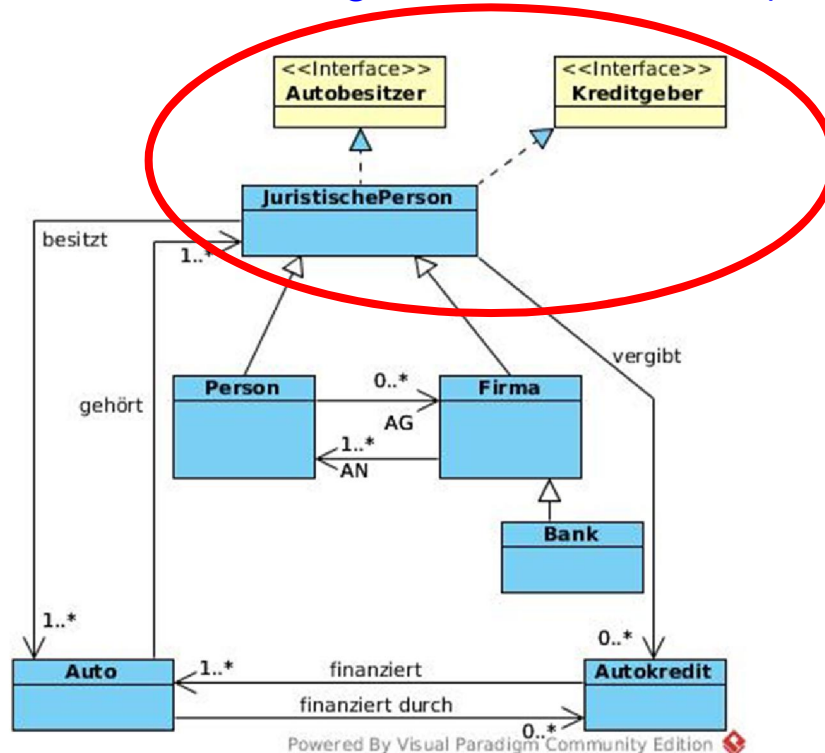 <<Interface>>
Autobesitzer
<<Interface>>
Kreditgeber
JuristischePerson
besitzt
1..*
vergibt
gehört
Person
0..*
AG
1..*
AN
Firma
Bank
1..*
0..*
Auto
1..*
finanziert
finanziert durch
0..*
Autokredit
Powered By Visual Paradigm Community Edition